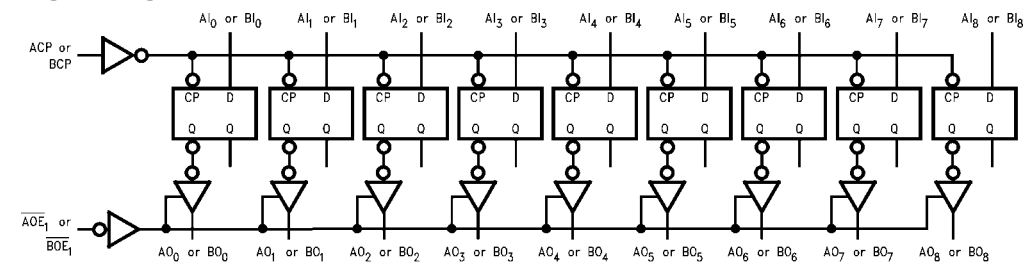 AI₀ or BI₀ AI₁ or BI₁ AI₂ or BI₂ AI₃ or BI₃ AI₄ or BI₄ AI₅ or BI₅ AI₆ or BI₆ AI₇ or BI₇ AI₈ or BI₈
ACP or
BCP
CP D CP D CP D CP D CP D CP D CP D CP D CP D
Q Q Q Q Q Q Q Q Q Q Q Q Q Q Q Q Q Q
A̅O̅E̅₁ or
B̅O̅E̅₁
AO₀ or BO₀ AO₁ or BO₁ AO₂ or BO₂ AO₃ or BO₃ AO₄ or BO₄ AO₅ or BO₅ AO₆ or BO₆ AO₇ or BO₇ AO₈ or BO₈